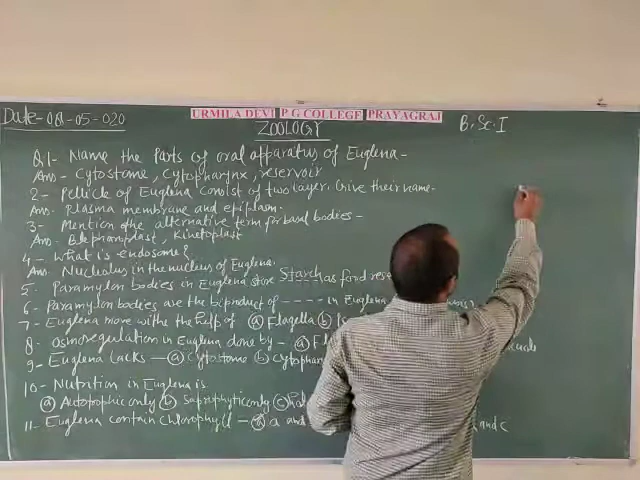 Date-08-05-020
URMILA DEVI P.G COLLEGE PRAYAGRAJ
B.Sc.I
ZOOLOGY
Q1- Name the Parts of oral apparatus of Euglena-
Ans- Cytostome, Cytopharynx, reservoir
2- Pellicle of Euglena consist of two layer. Give their name-
Ans. Plasma membrane and epiplasm.
3- Mention the alternative term for basal bodies-
Ans. Blepharoplast, Kinetoplast
4- What is endosome?
Ans. Nucleolus in the nucleus of Euglena.
5. Paramylon bodies in Euglena store Starch as food
6- Paramylon bodies are the biproduct of ---- in Euglena
7- Euglena move withe the help of (a) Flagella (b)
8- Osmoregulation in Euglena done by - (a)
9- Euglena lacks — (a) Cytostome (b)
10- Nutrition in Euglena is
(a) Autotrophic only (b) Saprophytic only (c)
11- Euglena contain Chlorophyll - (a) a and and c